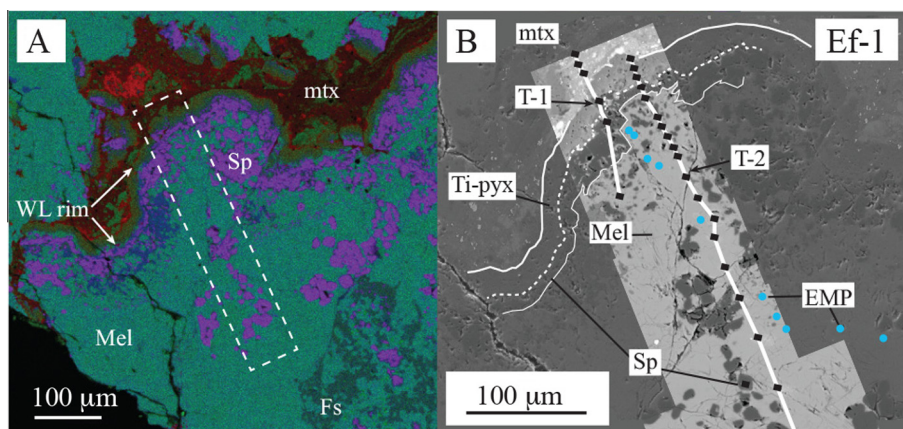 A
mtx
Sp
WL rim
Mel
Fs
100 µm
B
mtx
Ef-1
T-1
T-2
Ti-pyx
Mel
EMP
Sp
100 µm